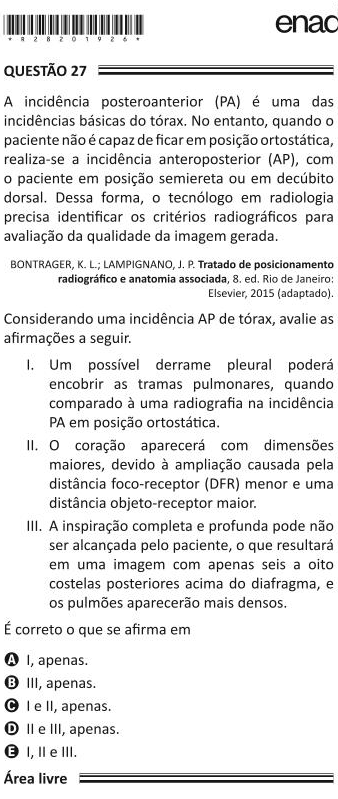 enad
* R 2 8 2 0 1 9 2 6 *
QUESTÃO 27
A incidência posteroanterior (PA) é uma das
incidências básicas do tórax. No entanto, quando o
paciente não é capaz de ficar em posição ortostática,
realiza-se a incidência anteroposterior (AP), com
o paciente em posição semiereta ou em decúbito
dorsal. Dessa forma, o tecnólogo em radiologia
precisa identificar os critérios radiográficos para
avaliação da qualidade da imagem gerada.
BONTRAGER, K. L.; LAMPIGNANO, J. P. Tratado de posicionamento
radiográfico e anatomia associada, 8. ed. Rio de Janeiro:
Elsevier, 2015 (adaptado).
Considerando uma incidência AP de tórax, avalie as
afirmações a seguir.
I. Um possível derrame pleural poderá
encobrir as tramas pulmonares, quando
comparado à uma radiografia na incidência
PA em posição ortostática.
II. O coração aparecerá com dimensões
maiores, devido à ampliação causada pela
distância foco-receptor (DFR) menor e uma
distância objeto-receptor maior.
III. A inspiração completa e profunda pode não
ser alcançada pelo paciente, o que resultará
em uma imagem com apenas seis a oito
costelas posteriores acima do diafragma, e
os pulmões aparecerão mais densos.
É correto o que se afirma em
A I, apenas.
B III, apenas.
C I e II, apenas.
D II e III, apenas.
E I, II e III.
Área livre